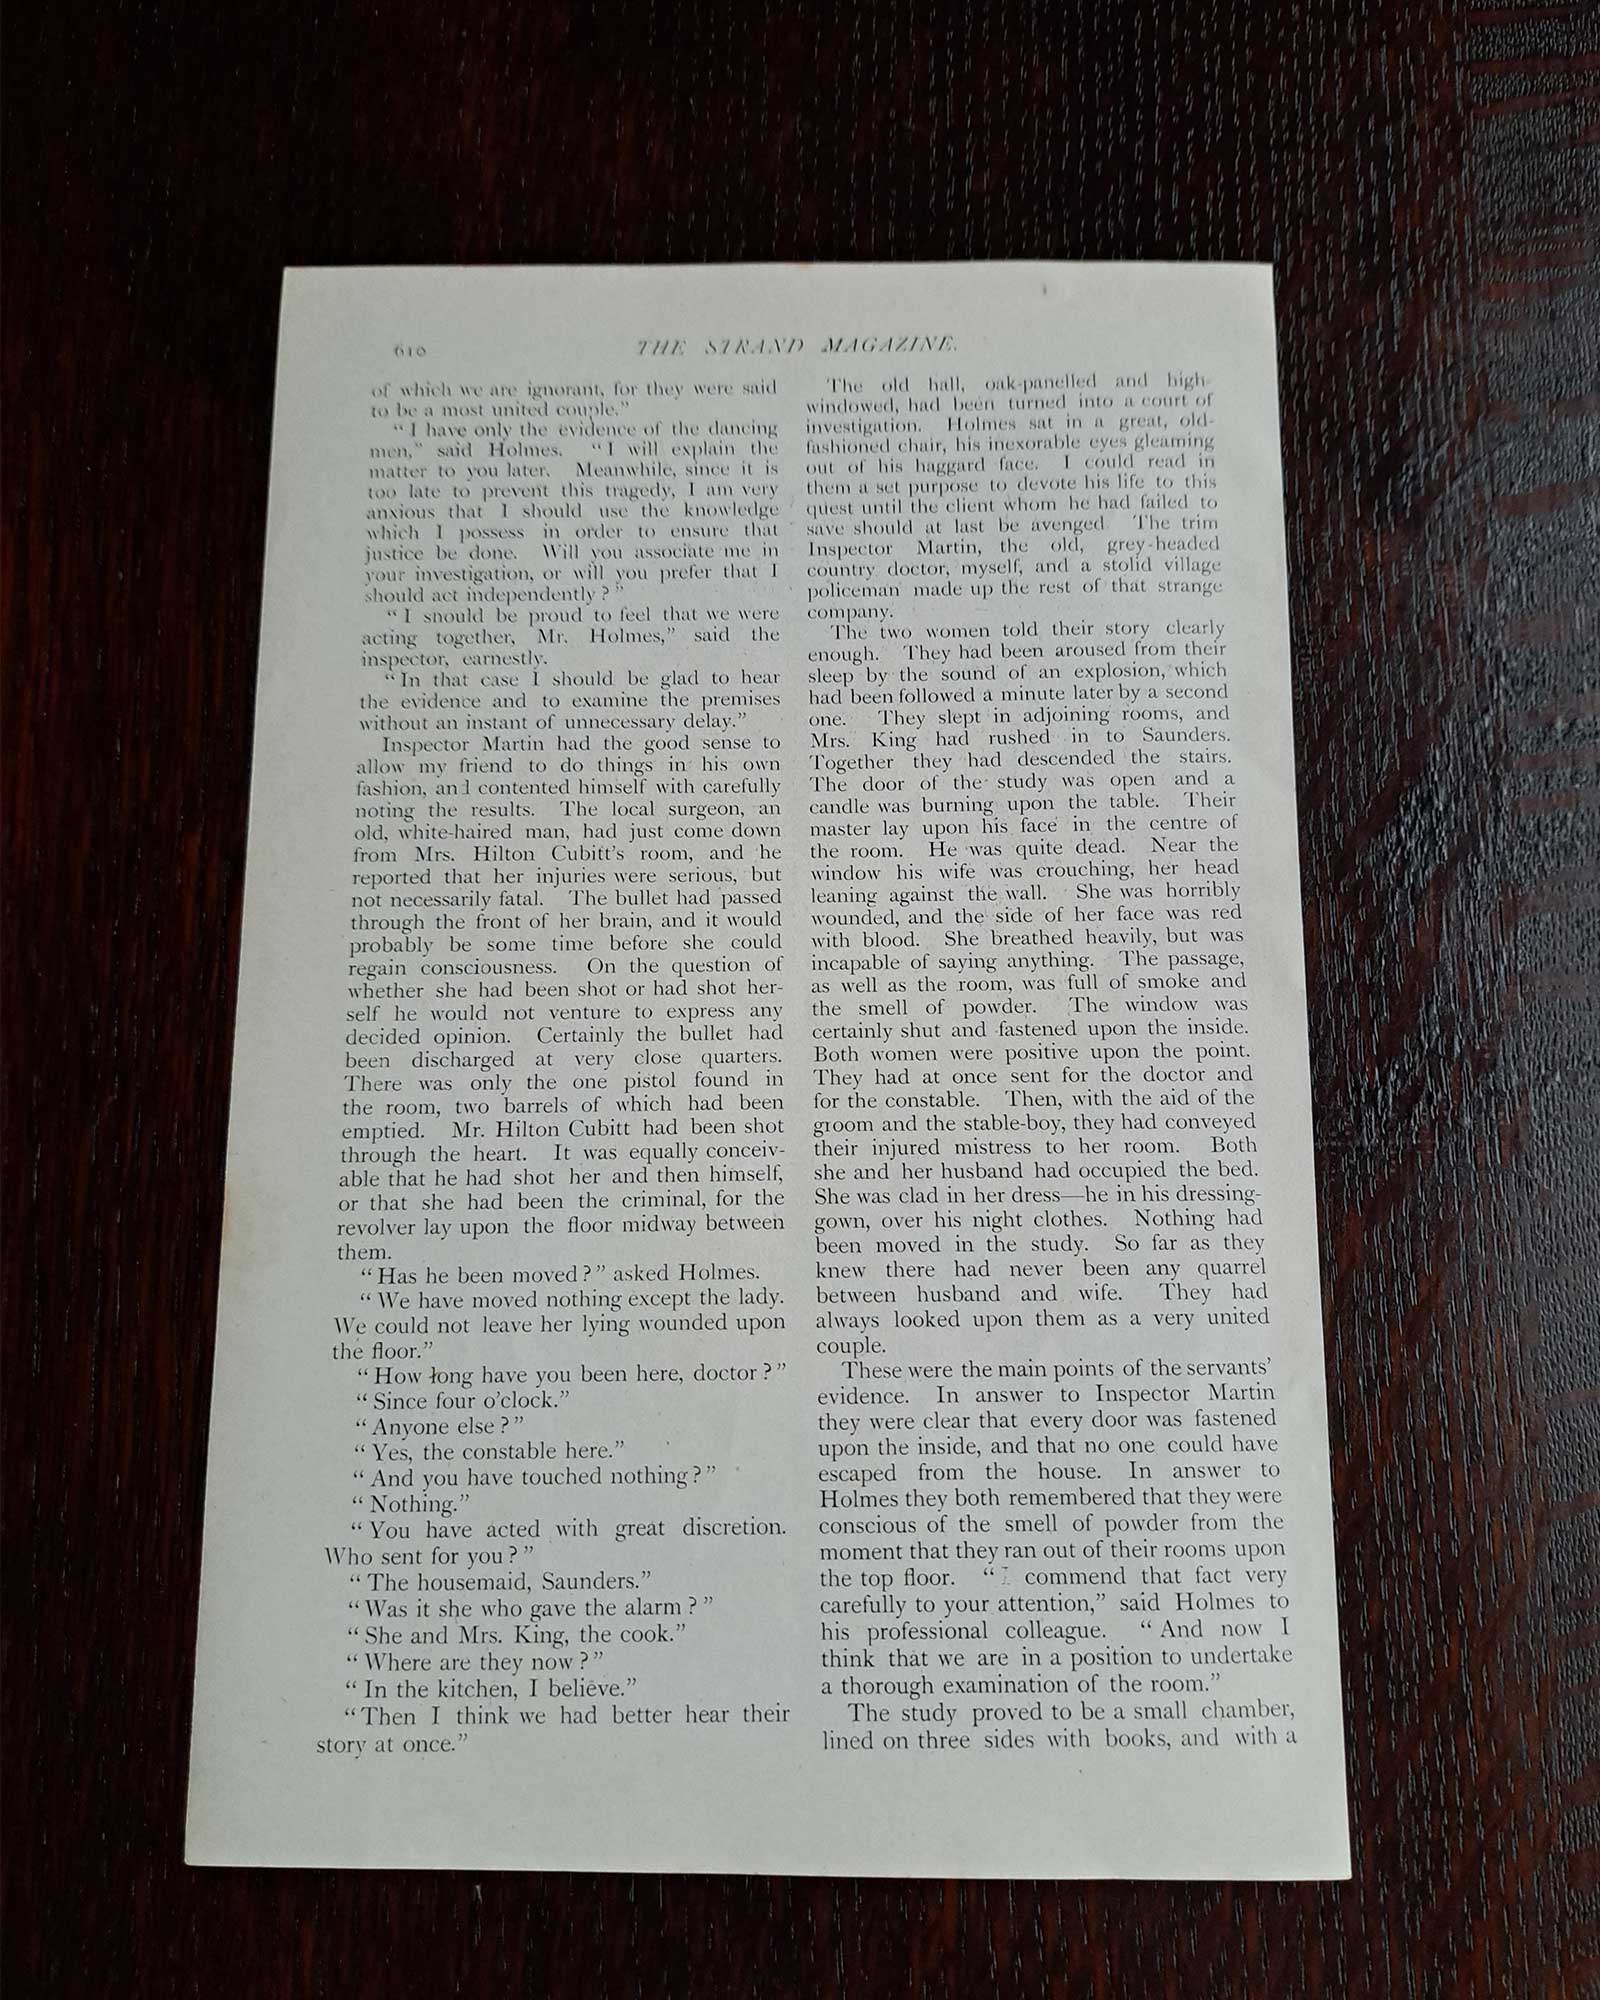 610
THE STRAND MAGAZINE.
of which we are ignorant, for they were said
to be a most united couple."
"I have only the evidence of the dancing
men," said Holmes. "I will explain the
matter to you later. Meanwhile, since it is
too late to prevent this tragedy, I am very
anxious that I should use the knowledge
which I possess in order to ensure that
justice be done. Will you associate me in
your investigation, or will you prefer that I
should act independently?"
"I should be proud to feel that we were
acting together, Mr. Holmes," said the
inspector, earnestly.
"In that case I should be glad to hear
the evidence and to examine the premises
without an instant of unnecessary delay."
Inspector Martin had the good sense to
allow my friend to do things in his own
fashion, and contented himself with carefully
noting the results. The local surgeon, an
old, white-haired man, had just come down
from Mrs. Hilton Cubitt's room, and he
reported that her injuries were serious, but
not necessarily fatal. The bullet had passed
through the front of her brain, and it would
probably be some time before she could
regain consciousness. On the question of
whether she had been shot or had shot her-
self he would not venture to express any
decided opinion. Certainly the bullet had
been discharged at very close quarters.
There was only the one pistol found in
the room, two barrels of which had been
emptied. Mr. Hilton Cubitt had been shot
through the heart. It was equally conceiv-
able that he had shot her and then himself,
or that she had been the criminal, for the
revolver lay upon the floor midway between
them.
"Has he been moved?" asked Holmes.
"We have moved nothing except the lady.
We could not leave her lying wounded upon
the floor."
"How long have you been here, doctor?"
"Since four o'clock."
"Anyone else?"
"Yes, the constable here."
"And you have touched nothing?"
"Nothing."
"You have acted with great discretion.
Who sent for you?"
"The housemaid, Saunders."
"Was it she who gave the alarm?"
"She and Mrs. King, the cook."
"Where are they now?"
"In the kitchen, I believe."
"Then I think we had better hear their
story at once."
The old hall, oak-panelled and high-
windowed, had been turned into a court of
investigation. Holmes sat in a great, old-
fashioned chair, his inexorable eyes gleaming
out of his haggard face. I could read in
them a set purpose to devote his life to this
quest until the client whom he had failed to
save should at last be avenged. The trim
Inspector Martin, the old, grey-headed
country doctor, myself, and a stolid village
policeman made up the rest of that strange
company.
The two women told their story clearly
enough. They had been aroused from their
sleep by the sound of an explosion, which
had been followed a minute later by a second
one. They slept in adjoining rooms, and
Mrs. King had rushed in to Saunders.
Together they had descended the stairs.
The door of the study was open and a
candle was burning upon the table. Their
master lay upon his face in the centre of
the room. He was quite dead. Near the
window his wife was crouching, her head
leaning against the wall. She was horribly
wounded, and the side of her face was red
with blood. She breathed heavily, but was
incapable of saying anything. The passage,
as well as the room, was full of smoke and
the smell of powder. The window was
certainly shut and fastened upon the inside.
Both women were positive upon the point.
They had at once sent for the doctor and
for the constable. Then, with the aid of the
groom and the stable-boy, they had conveyed
their injured mistress to her room. Both
she and her husband had occupied the bed.
She was clad in her dress—he in his dressing-
gown, over his night clothes. Nothing had
been moved in the study. So far as they
knew there had never been any quarrel
between husband and wife. They had
always looked upon them as a very united
couple.
These were the main points of the servants'
evidence. In answer to Inspector Martin
they were clear that every door was fastened
upon the inside, and that no one could have
escaped from the house. In answer to
Holmes they both remembered that they were
conscious of the smell of powder from the
moment that they ran out of their rooms upon
the top floor. "I commend that fact very
carefully to your attention," said Holmes to
his professional colleague. "And now I
think that we are in a position to undertake
a thorough examination of the room."
The study proved to be a small chamber,
lined on three sides with books, and with a